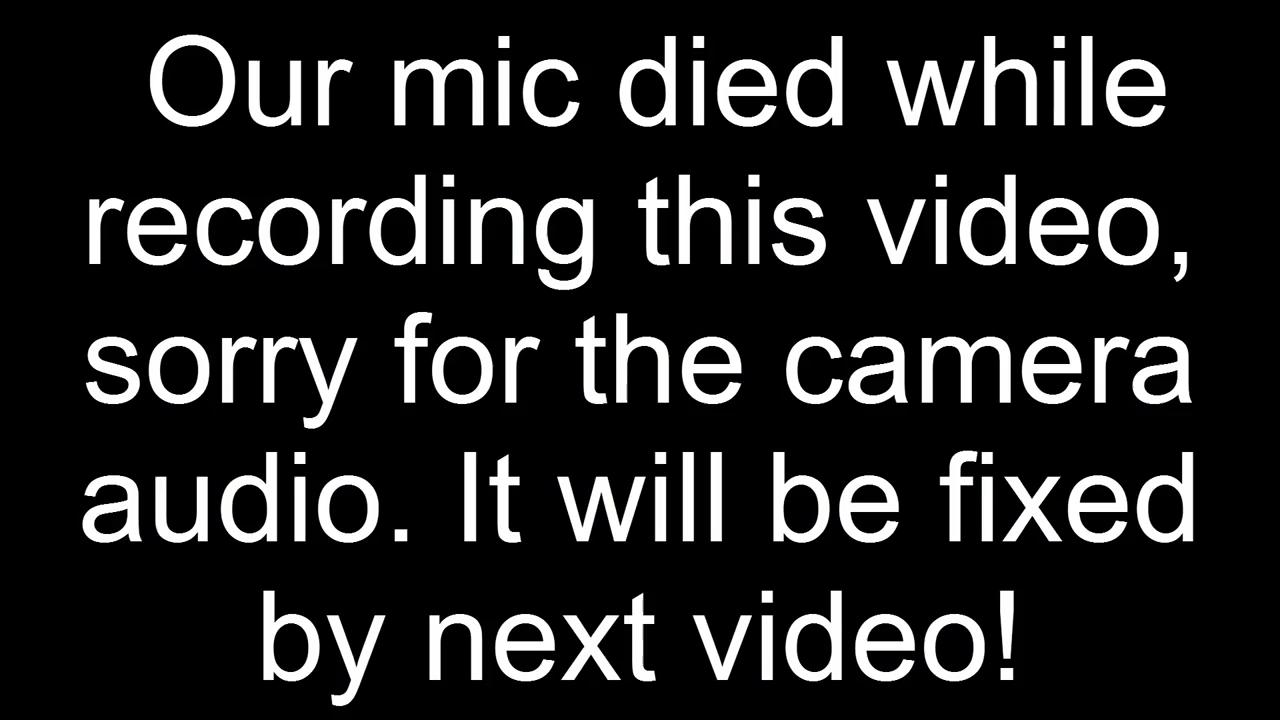 Our mic died while
recording this video,
sorry for the camera
audio. It will be fixed
by next video!